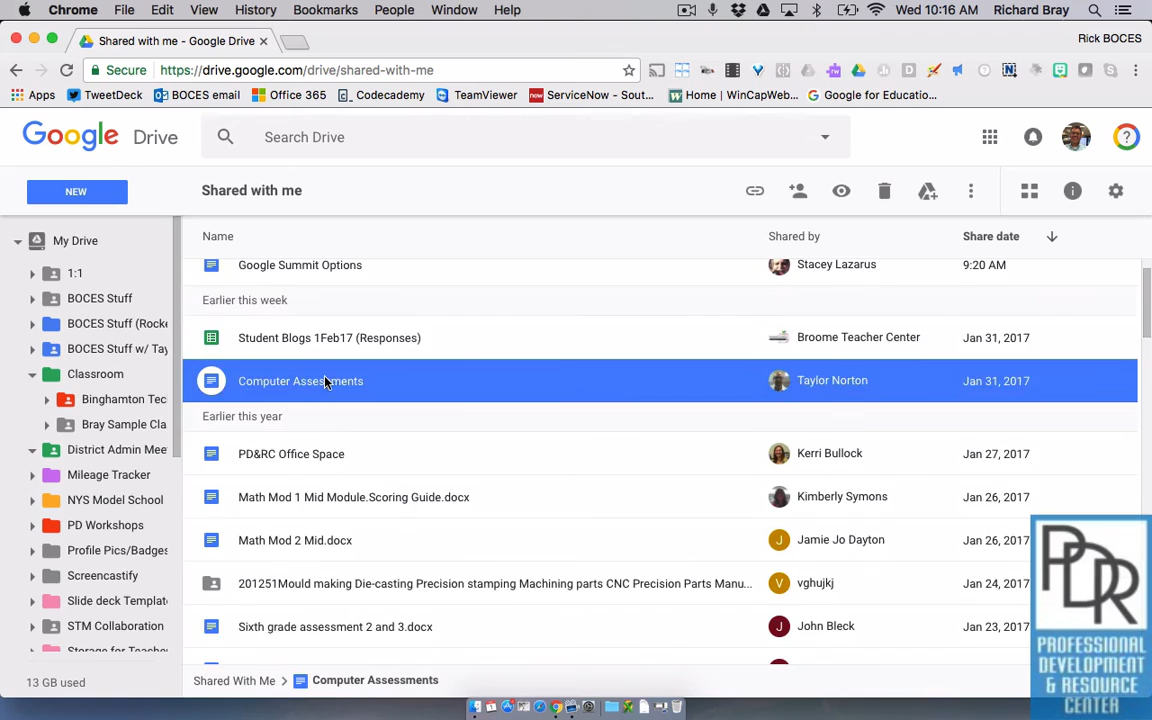 Chrome File Edit View History Bookmarks People Window Help Wed 10:16 AM Richard Bray
Shared with me - Google Drive Rick BOCES
Secure https://drive.google.com/drive/shared-with-me
Apps TweetDeck BOCES email Office 365 Codecademy TeamViewer ServiceNow - Sout... Home | WinCapWeb... Google for Educatio...
Google Drive Search Drive
NEW Shared with me
My Drive
1:1
BOCES Stuff
BOCES Stuff (Rocke
BOCES Stuff w/ Tay
Classroom
Binghamton Tec
Bray Sample Cla
District Admin Mee
Mileage Tracker
NYS Model School
PD Workshops
Profile Pics/Badges
Screencastify
Slide deck Templat
STM Collaboration
Storage for Teache
13 GB used
Name Shared by Share date
Google Summit Options Stacey Lazarus 9:20 AM
Earlier this week
Student Blogs 1Feb17 (Responses) Broome Teacher Center Jan 31, 2017
Computer Assessments Taylor Norton Jan 31, 2017
Earlier this year
PD&RC Office Space Kerri Bullock Jan 27, 2017
Math Mod 1 Mid Module.Scoring Guide.docx Kimberly Symons Jan 26, 2017
Math Mod 2 Mid.docx J Jamie Jo Dayton Jan 26, 2017
201251Mould making Die-casting Precision stamping Machining parts CNC Precision Parts Manu... V vghujkj Jan 24, 2017
Sixth grade assessment 2 and 3.docx J John Bleck Jan 23, 2017
Shared With Me > Computer Assessments
PDR
PROFESSIONAL
DEVELOPMENT
& RESOURCE
CENTER